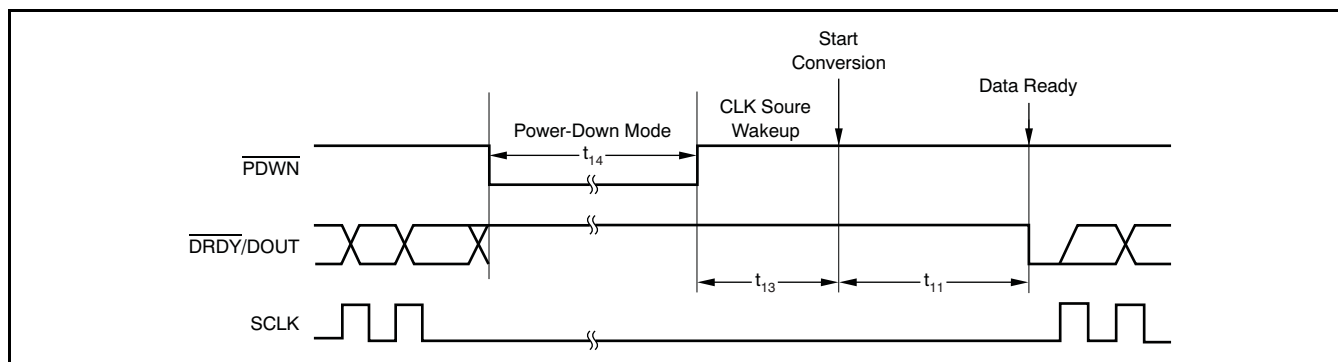 Start
Conversion
Data Ready
CLK Soure
Wakeup
Power-Down Mode
t14
PDWN
DRDY/DOUT
t13
t11
SCLK